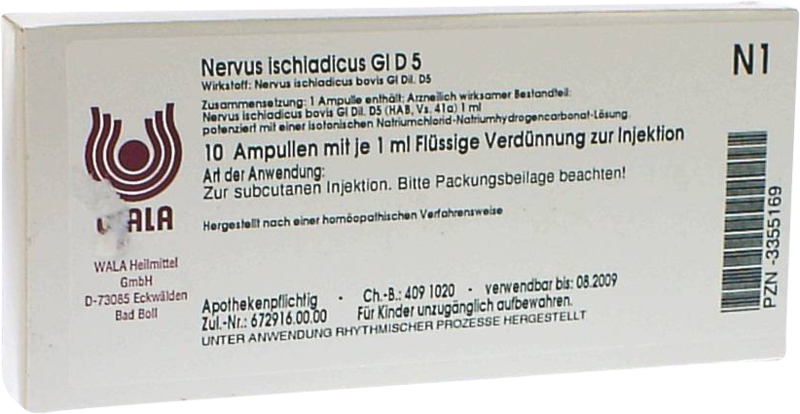 Nervus ischiadicus Gl D 5
N1
Wirkstoff: Nervus ischiadicus bovis Gl Dil. D5
Zusammensetzung: 1 Ampulle enthält: Arzneilich wirksamer Bestandteil:
Nervus ischiadicus bovis Gl Dil. D5 (HAB, Vs. 41a) 1 ml
potenziert mit einer isotonischen Natriumchlorid-Natriumhydrogencarbonat-Lösung.
10 Ampullen mit je 1 ml Flüssige Verdünnung zur Injektion
Art der Anwendung:
Zur subcutanen Injektion. Bitte Packungsbeilage beachten!
Hergestellt nach einer homöopathischen Verfahrensweise
WALA
WALA Heilmittel
GmbH
D-73085 Eckwälden
Bad Boll
Apothekenpflichtig - Ch.-B.: 409 1020 - verwendbar bis: 08.2009
Zul.-Nr.: 672916.00.00 Für Kinder unzugänglich aufbewahren.
UNTER ANWENDUNG RHYTHMISCHER PROZESSE HERGESTELLT
PZN -3355169